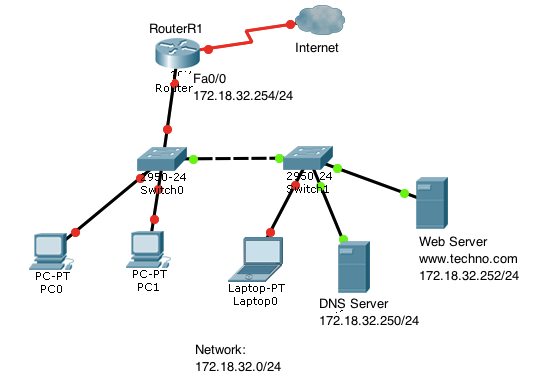 RouterR1
Internet
Router
Fa0/0
172.18.32.254/24
2950-24
Switch0
2950-24
Switch1
PC-PT
PC0
PC-PT
PC1
Laptop-PT
Laptop0
DNS Server
172.18.32.250/24
Web Server
www.techno.com
172.18.32.252/24
Network:
172.18.32.0/24